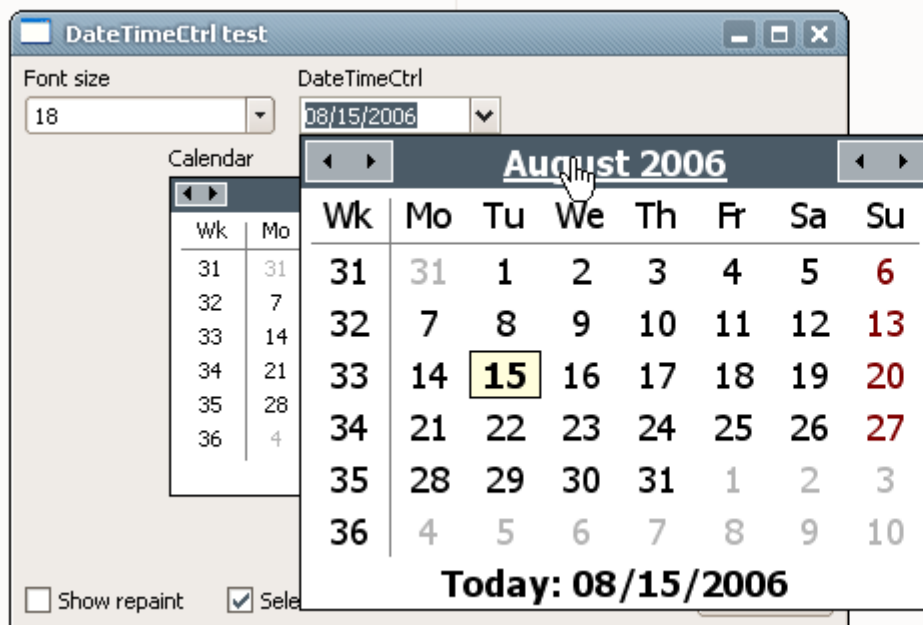 DateTimeCtrl test
Font size
DateTimeCtrl
18
08/15/2006
Calendar
Wk Mo
31 31
32 7
33 14
34 21
35 28
36 4
August 2006
Wk Mo Tu We Th Fr Sa Su
31 31 1 2 3 4 5 6
32 7 8 9 10 11 12 13
33 14 15 16 17 18 19 20
34 21 22 23 24 25 26 27
35 28 29 30 31 1 2 3
36 4 5 6 7 8 9 10
Today: 08/15/2006
Show repaint
Sele